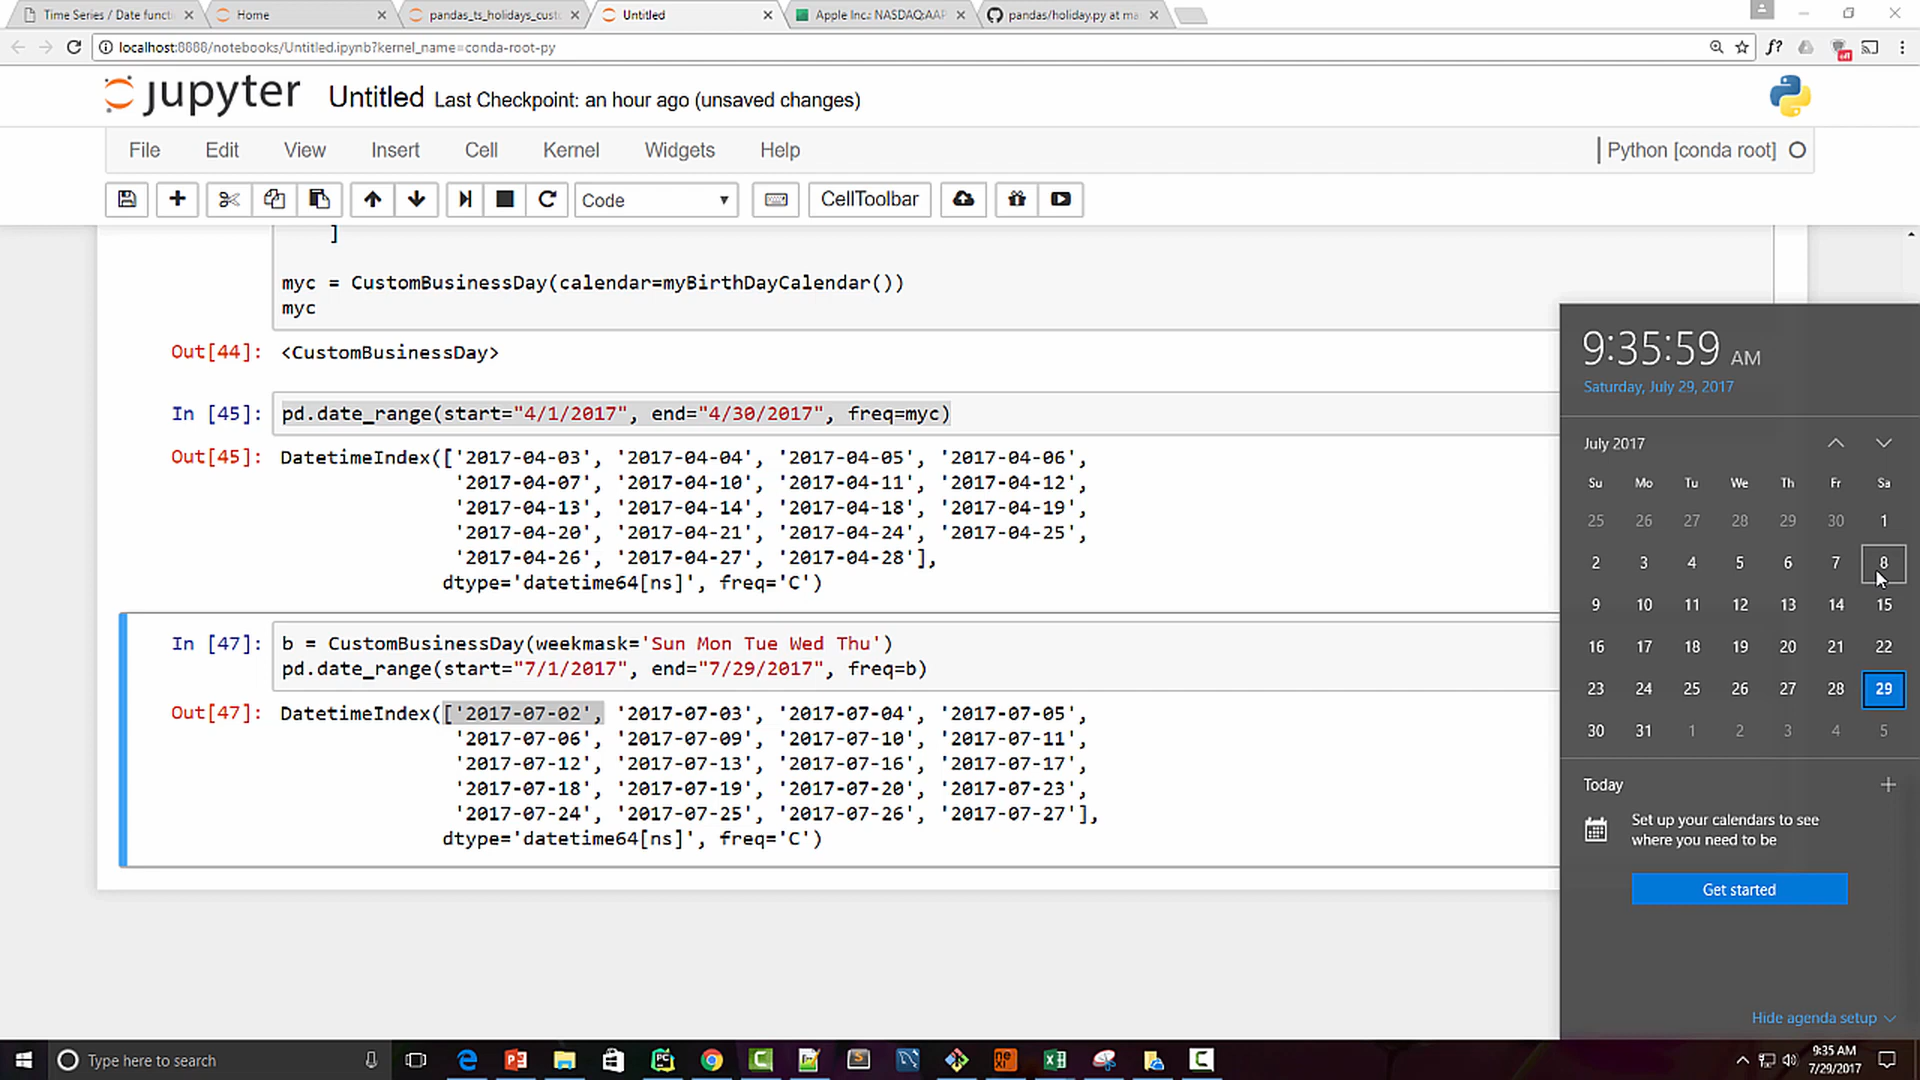 Time Series / Date funct
Home
pandas_ts_holidays_cust
Untitled
Apple Inc.: NASDAQ:AAP
pandas/holiday.py at ma
localhost:8888/notebooks/Untitled.ipynb?kernel_name=conda-root-py
f?
off
jupyter Untitled Last Checkpoint: an hour ago (unsaved changes)
File Edit View Insert Cell Kernel Widgets Help
Python [conda root]
Code
CellToolbar
]
myc = CustomBusinessDay(calendar=myBirthDayCalendar())
myc
Out[44]: <CustomBusinessDay>
In [45]: pd.date_range(start="4/1/2017", end="4/30/2017", freq=myc)
Out[45]: DatetimeIndex(['2017-04-03', '2017-04-04', '2017-04-05', '2017-04-06',
'2017-04-07', '2017-04-10', '2017-04-11', '2017-04-12',
'2017-04-13', '2017-04-14', '2017-04-18', '2017-04-19',
'2017-04-20', '2017-04-21', '2017-04-24', '2017-04-25',
'2017-04-26', '2017-04-27', '2017-04-28'],
dtype='datetime64[ns]', freq='C')
In [47]: b = CustomBusinessDay(weekmask='Sun Mon Tue Wed Thu')
pd.date_range(start="7/1/2017", end="7/29/2017", freq=b)
Out[47]: DatetimeIndex(['2017-07-02', '2017-07-03', '2017-07-04', '2017-07-05',
'2017-07-06', '2017-07-09', '2017-07-10', '2017-07-11',
'2017-07-12', '2017-07-13', '2017-07-16', '2017-07-17',
'2017-07-18', '2017-07-19', '2017-07-20', '2017-07-23',
'2017-07-24', '2017-07-25', '2017-07-26', '2017-07-27'],
dtype='datetime64[ns]', freq='C')
9:35:59 AM
Saturday, July 29, 2017
July 2017
Su Mo Tu We Th Fr Sa
25 26 27 28 29 30 1
2 3 4 5 6 7 8
9 10 11 12 13 14 15
16 17 18 19 20 21 22
23 24 25 26 27 28 29
30 31 1 2 3 4 5
Today
Set up your calendars to see
where you need to be
Get started
Hide agenda setup
Type here to search
9:35 AM
7/29/2017